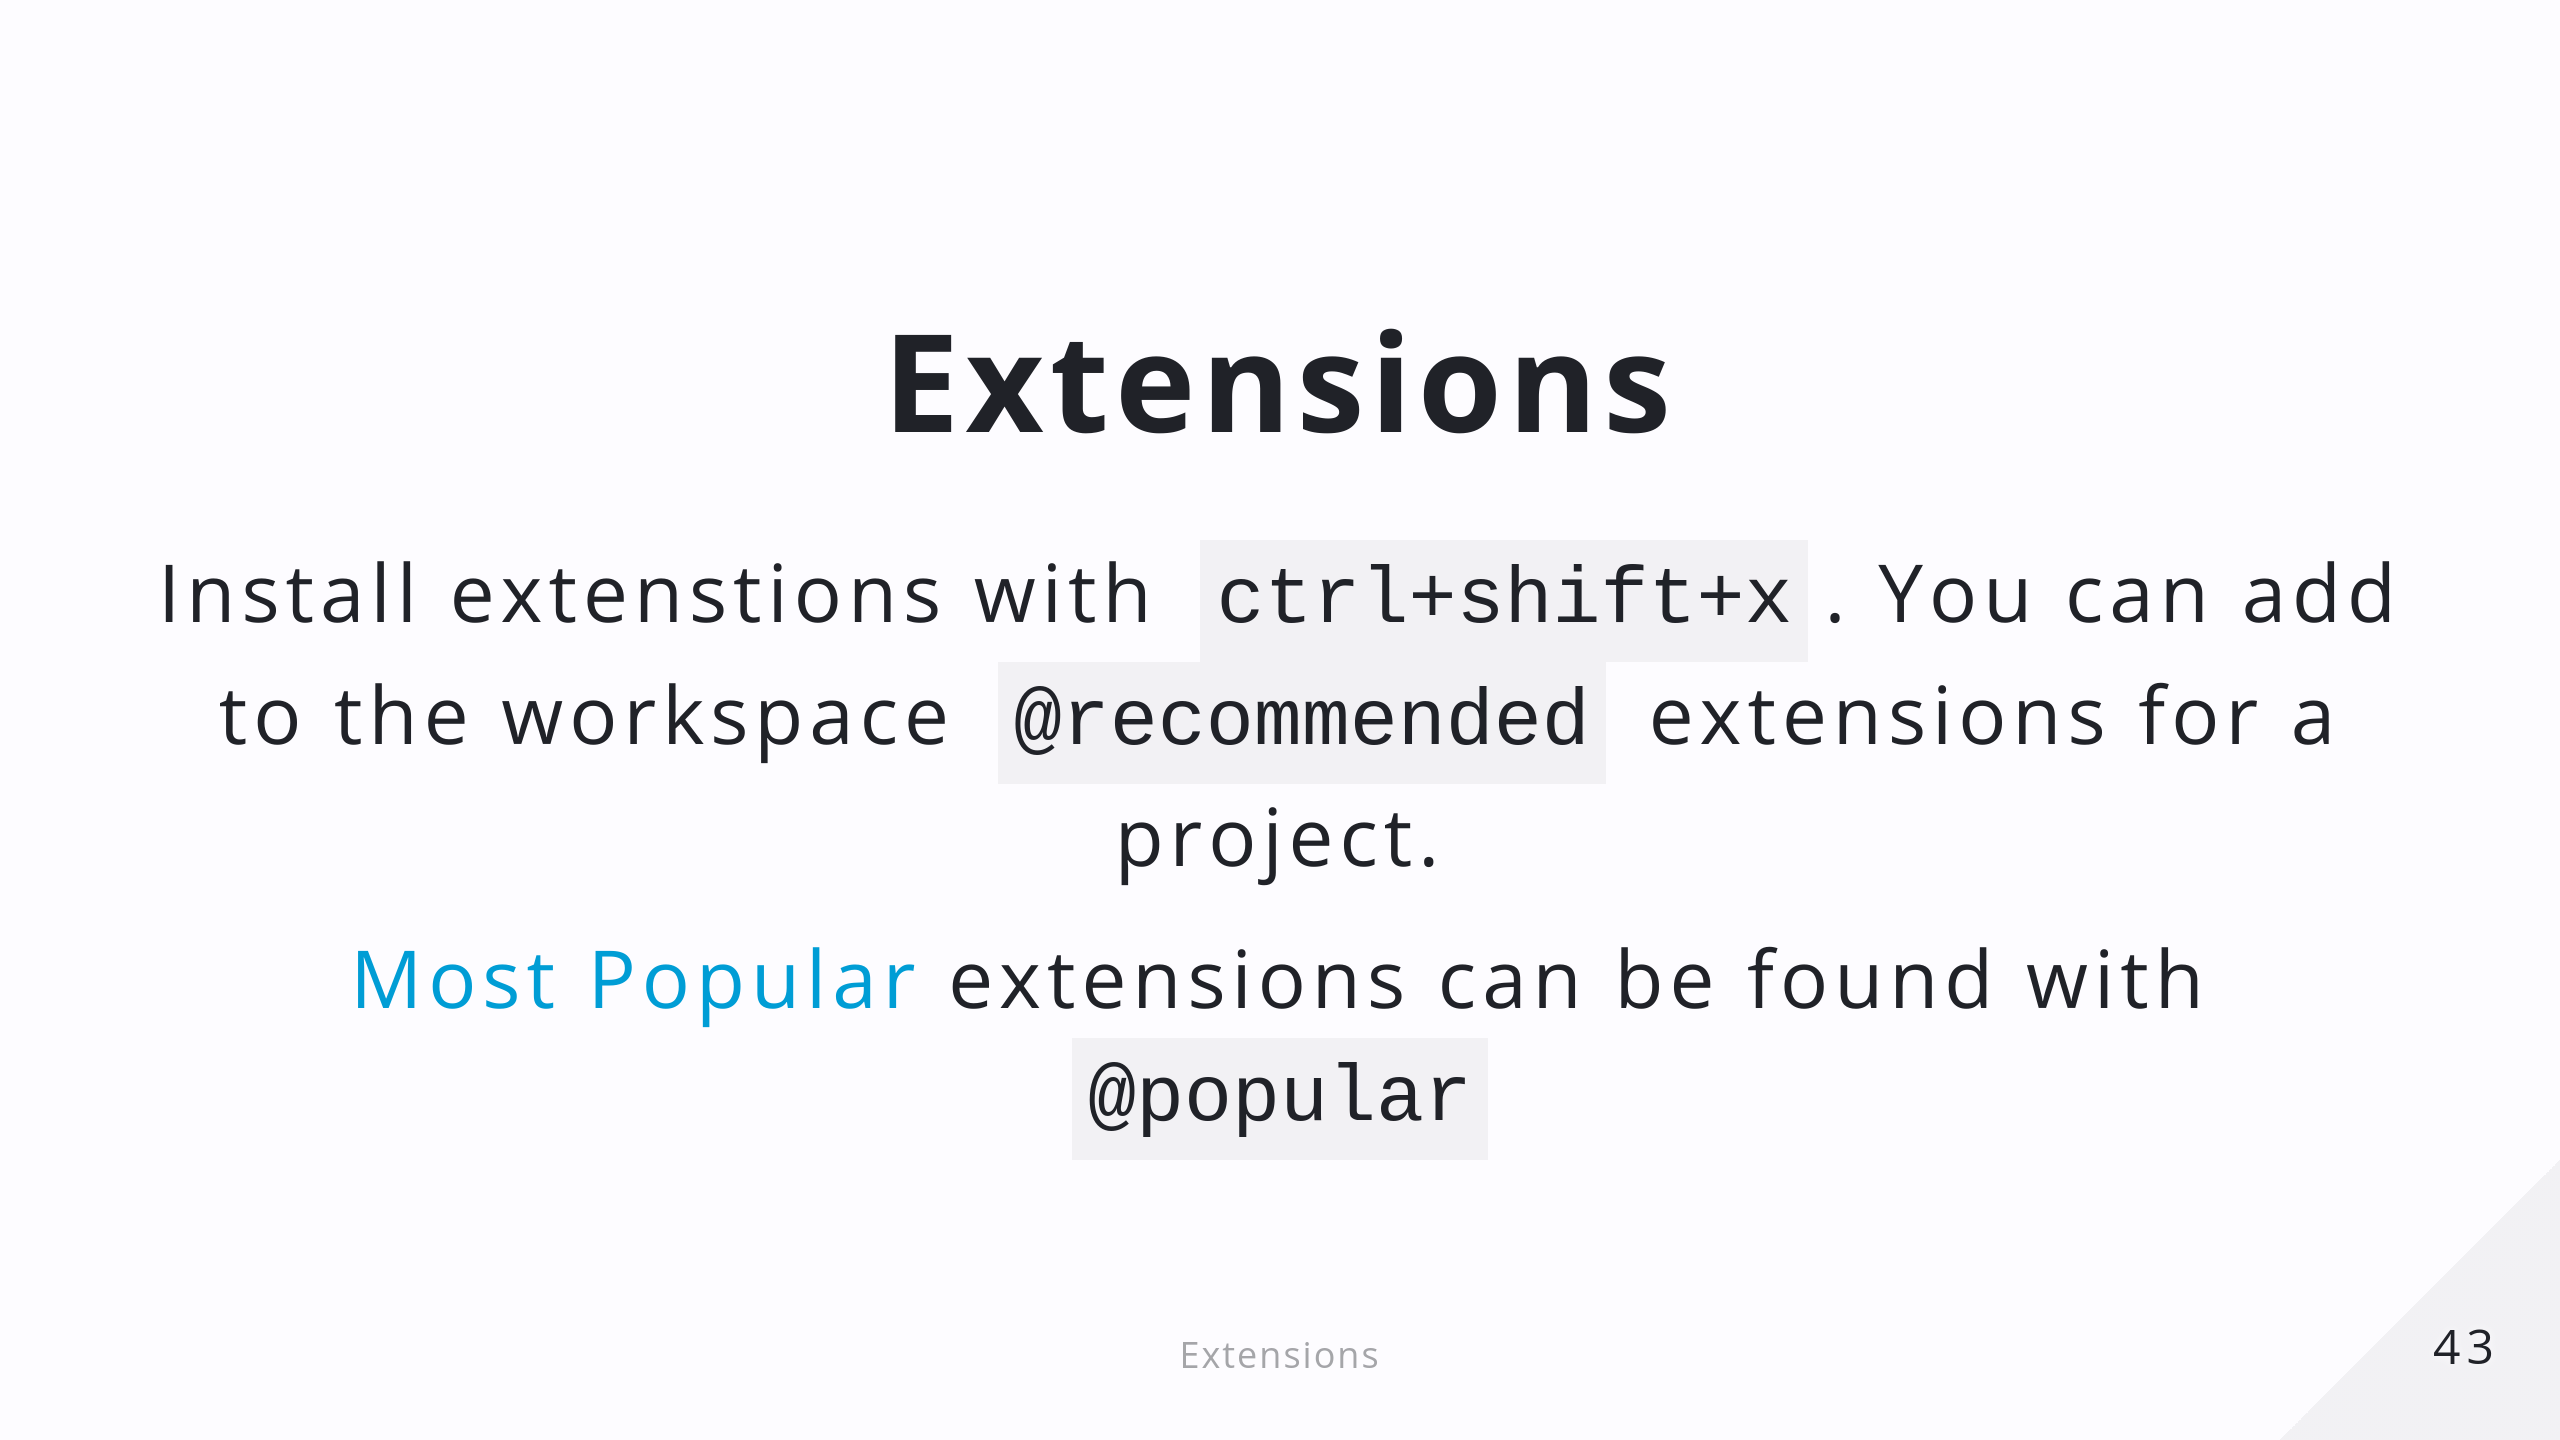 Extensions
Install extenstions with ctrl+shift+x. You can add
to the workspace @recommended extensions for a
project.
Most Popular extensions can be found with
@popular
Extensions
43